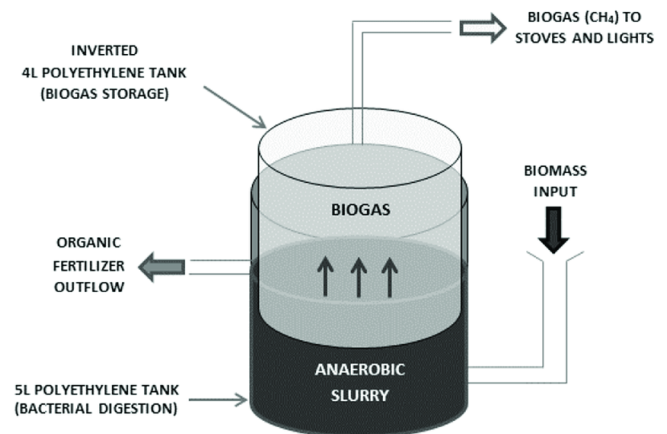 BIOGAS (CH₄) TO
STOVES AND LIGHTS
INVERTED
4L POLYETHYLENE TANK
(BIOGAS STORAGE)
BIOMASS
INPUT
BIOGAS
ORGANIC
FERTILIZER
OUTFLOW
ANAEROBIC
SLURRY
5L POLYETHYLENE TANK
(BACTERIAL DIGESTION)